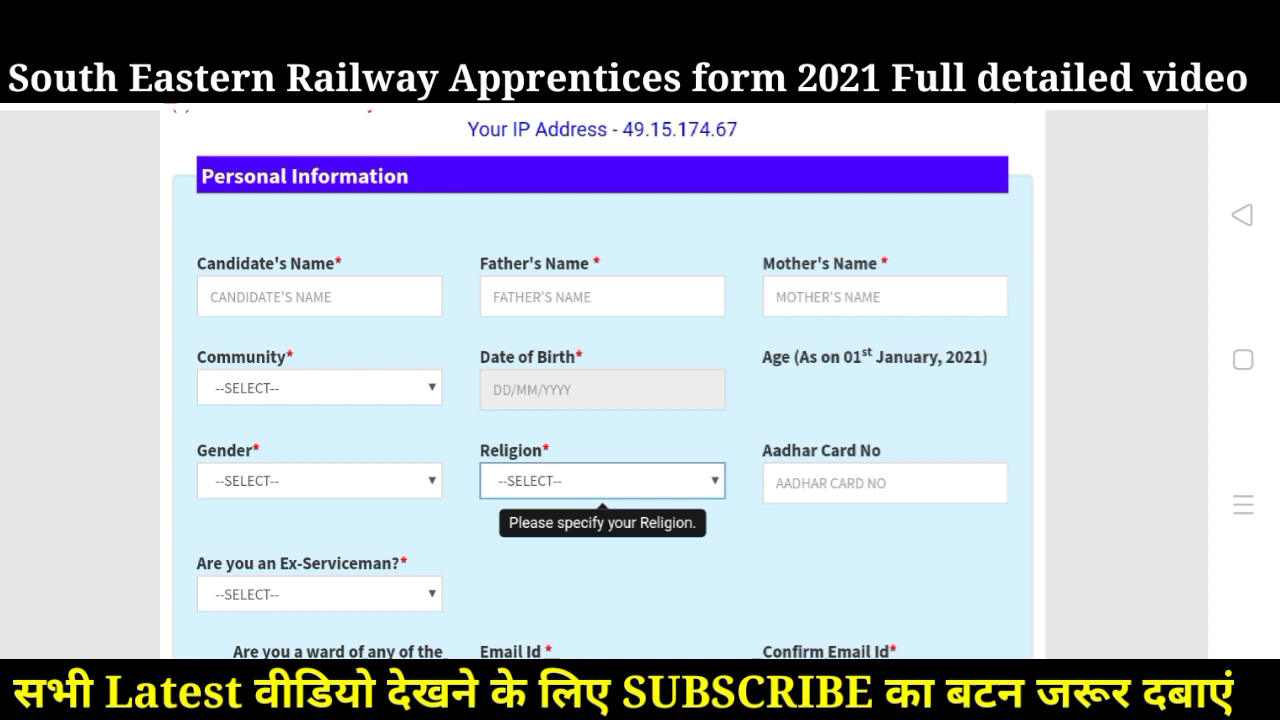 South Eastern Railway Apprentices form 2021 Full detailed video
Your IP Address - 49.15.174.67
Personal Information
Candidate's Name* Father's Name * Mother's Name *
CANDIDATE'S NAME FATHER'S NAME MOTHER'S NAME
Community* Date of Birth* Age (As on 01st January, 2021)
--SELECT-- DD/MM/YYYY
Gender* Religion* Aadhar Card No
--SELECT-- --SELECT-- AADHAR CARD NO
Please specify your Religion.
Are you an Ex-Serviceman?*
--SELECT--
Are you a ward of any of the Email Id * Confirm Email Id*
सभी Latest वीडियो देखने के लिए SUBSCRIBE का बटन जरूर दबाएं